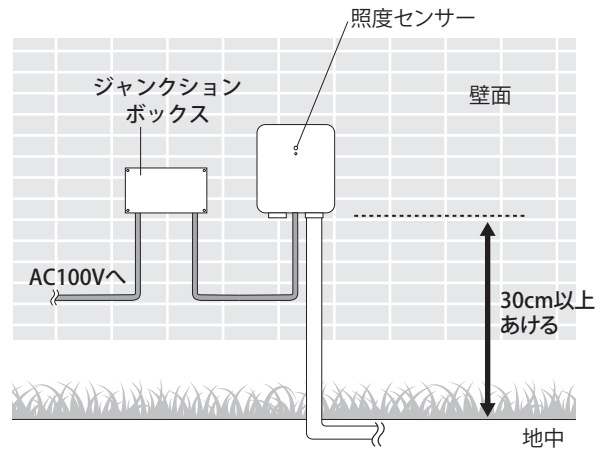 照度センサー
ジャンクション
ボックス
壁面
AC100Vへ
30cm以上
あける
地中